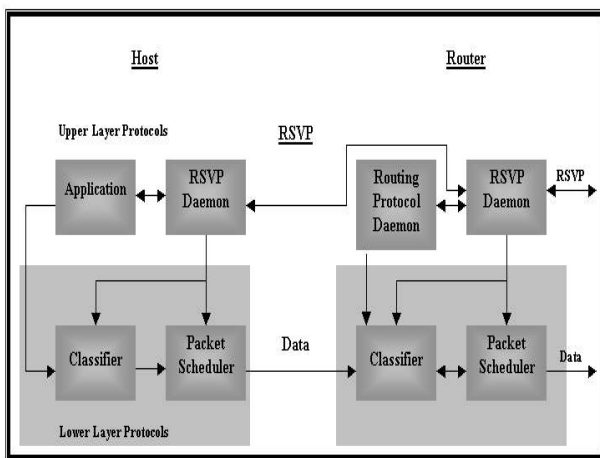 Host
Router
Upper Layer Protocols
RSVP
Application
RSVP
Daemon
Routing
Protocol
Daemon
RSVP
Daemon
RSVP
Classifier
Packet
Scheduler
Data
Classifier
Packet
Scheduler
Data
Lower Layer Protocols